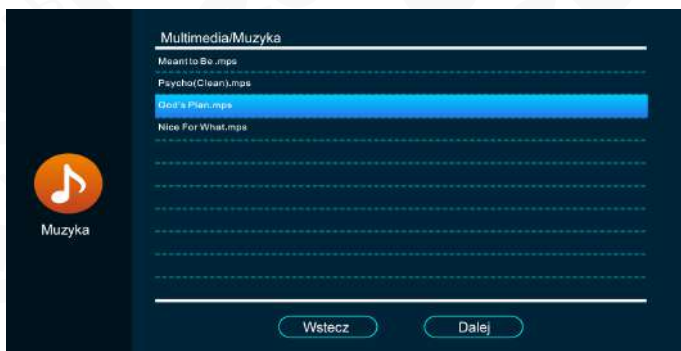 Multimedia/Muzyka
Meant to Be .mps
Psycho(Clean).mps
God's Plan.mps
Nice For What.mps
Muzyka
Wstecz
Dalej